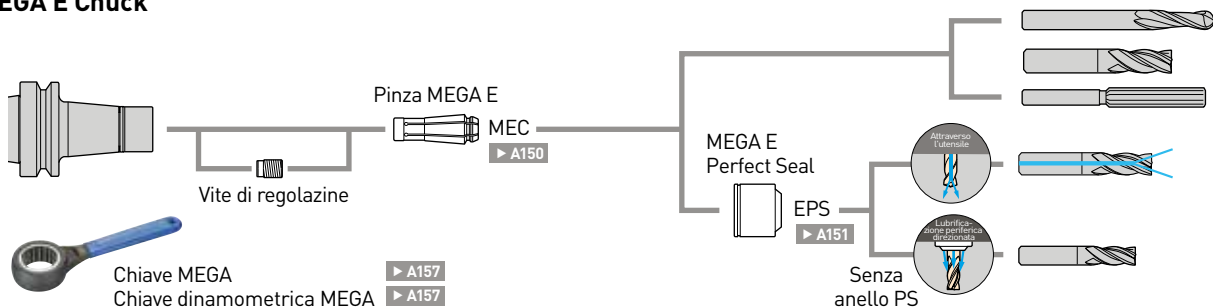 MEGA E Chuck
Pinza MEGA E
MEC
► A150
Vite di regolazine
MEGA E
Perfect Seal
EPS
► A151
Attraverso
l'utensile
Lubrifica-
zione periferica
direzionata
Senza
anello PS
Chiave MEGA
► A157
Chiave dinamometrica MEGA
► A157